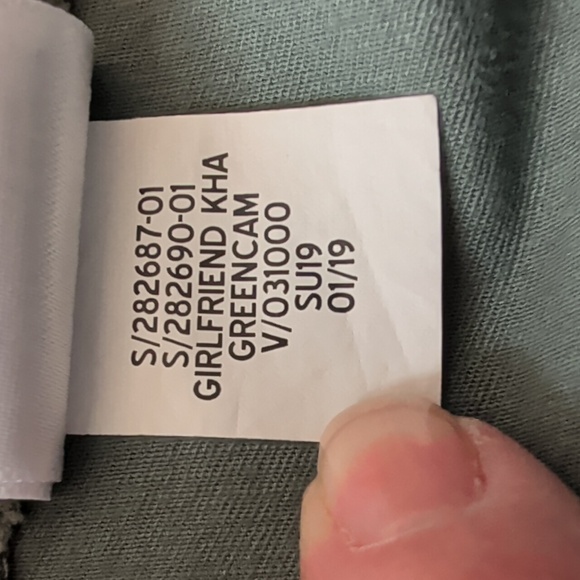 S/282687-01
S/282690-01
GIRLFRIEND KHA
GREENCAM
V/031000
SU19
01/19